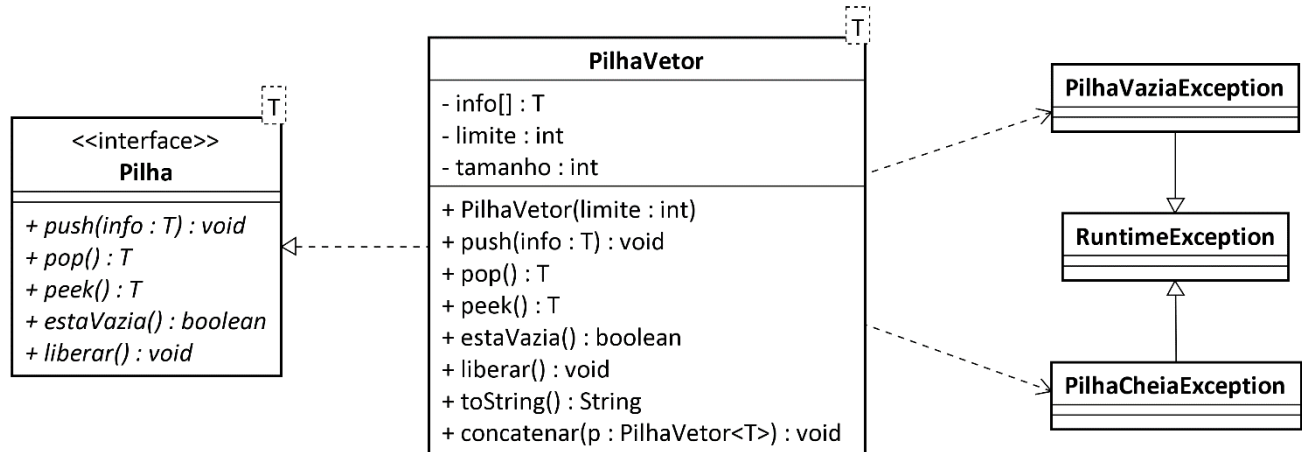 T
<<interface>>
Pilha
+ push(info : T) : void
+ pop() : T
+ peek() : T
+ estaVazia() : boolean
+ liberar() : void
T
PilhaVetor
- info[] : T
- limite : int
- tamanho : int
+ PilhaVetor(limite : int)
+ push(info : T) : void
+ pop() : T
+ peek() : T
+ estaVazia() : boolean
+ liberar() : void
+ toString() : String
+ concatenar(p : PilhaVetor<T>) : void
PilhaVaziaException
RuntimeException
PilhaCheiaException